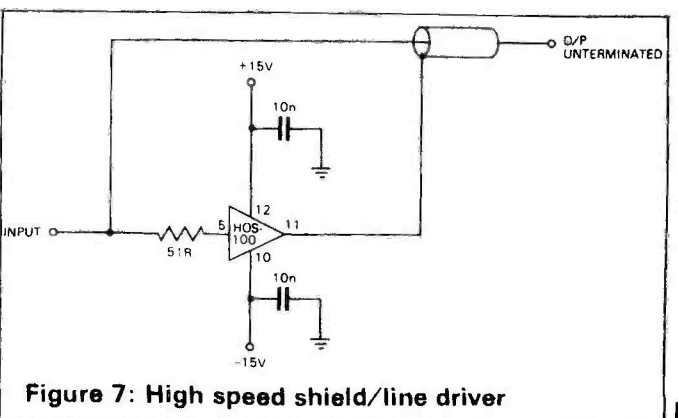 O/P
UNTERMINATED
+15V
10n
12
INPUT
51R
5
HOS-
100
11
10
10n
-15V
Figure 7: High speed shield/line driver